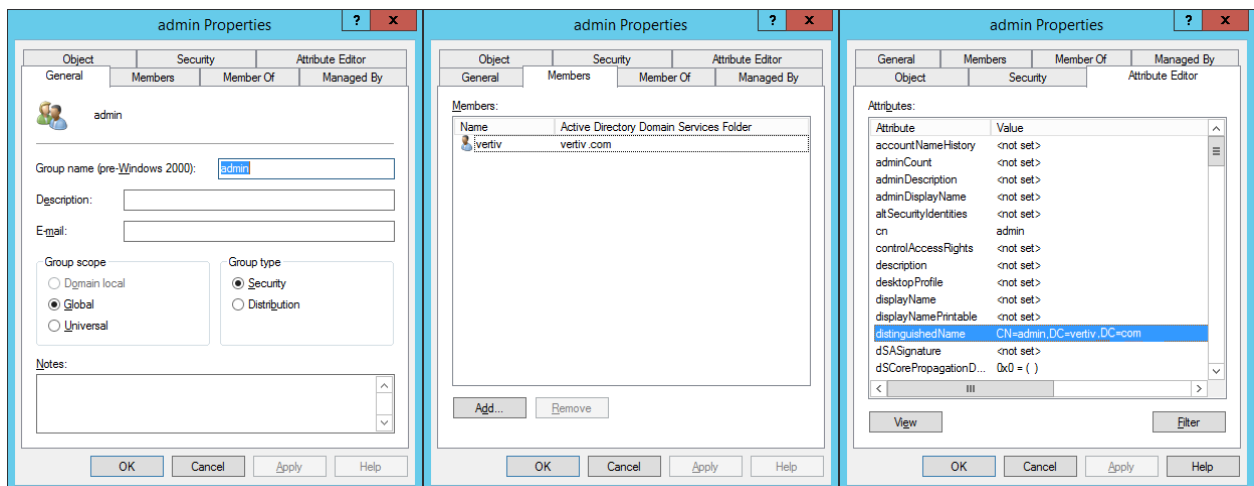 admin Properties
? x
Object Security Attribute Editor
General Members Member Of Managed By
admin
Group name (pre-Windows 2000): admin
Description:
E-mail:
Group scope Group type
Domain local Security
Global Distribution
Universal
Notes:
OK Cancel Apply Help
admin Properties
? x
Object Security Attribute Editor
General Members Member Of Managed By
Members:
Name Active Directory Domain Services Folder
vertiv vertiv.com
Add... Remove
OK Cancel Apply Help
admin Properties
? x
General Members Member Of Managed By
Object Security Attribute Editor
Attributes:
Attribute Value
accountNameHistory <not set>
adminCount <not set>
adminDescription <not set>
adminDisplayName <not set>
altSecurityIdentities <not set>
cn admin
controlAccessRights <not set>
description <not set>
desktopProfile <not set>
displayName <not set>
displayNamePrintable <not set>
distinguishedName CN=admin,DC=vertiv,DC=com
dSASignature <not set>
dSCorePropagationD... 0x0 = ( )
View Filter
OK Cancel Apply Help